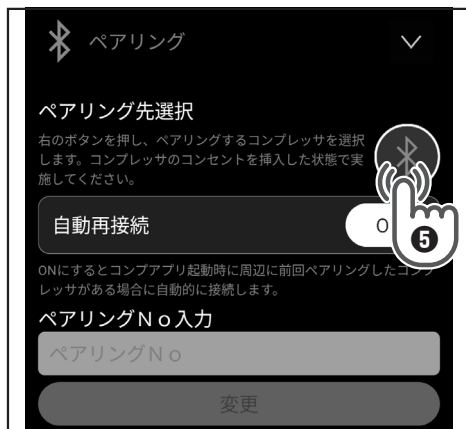 ペアリング
ペアリング先選択
右のボタンを押し、ペアリングするコンプレッサを選択
します。コンプレッサのコンセントを挿入した状態で実
施してください。
自動再接続
O
5
ONにするとコンプアプリ起動時に周辺に前回ペアリングしたコンプ
レッサがある場合に自動的に接続します。
ペアリングNo入力
ペアリングNo
変更